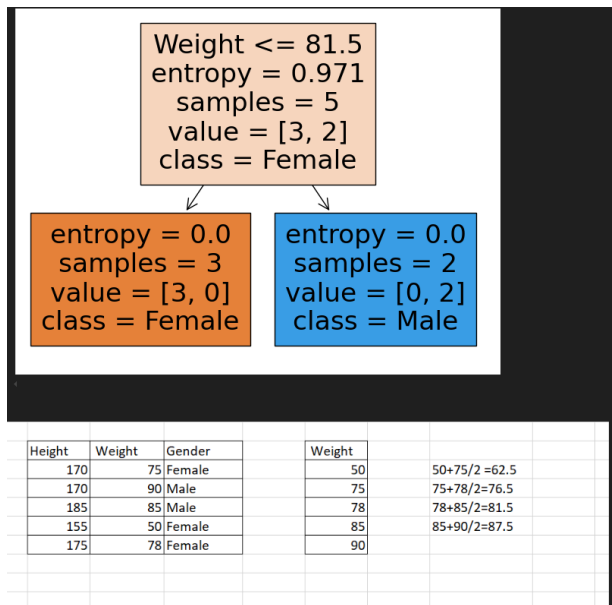 Weight <= 81.5
entropy = 0.971
samples = 5
value = [3, 2]
class = Female
entropy = 0.0
samples = 3
value = [3, 0]
class = Female
entropy = 0.0
samples = 2
value = [0, 2]
class = Male
Height Weight Gender Weight
170 75 Female 50 50+75/2 =62.5
170 90 Male 75 75+78/2=76.5
185 85 Male 78 78+85/2=81.5
155 50 Female 85 85+90/2=87.5
175 78 Female 90